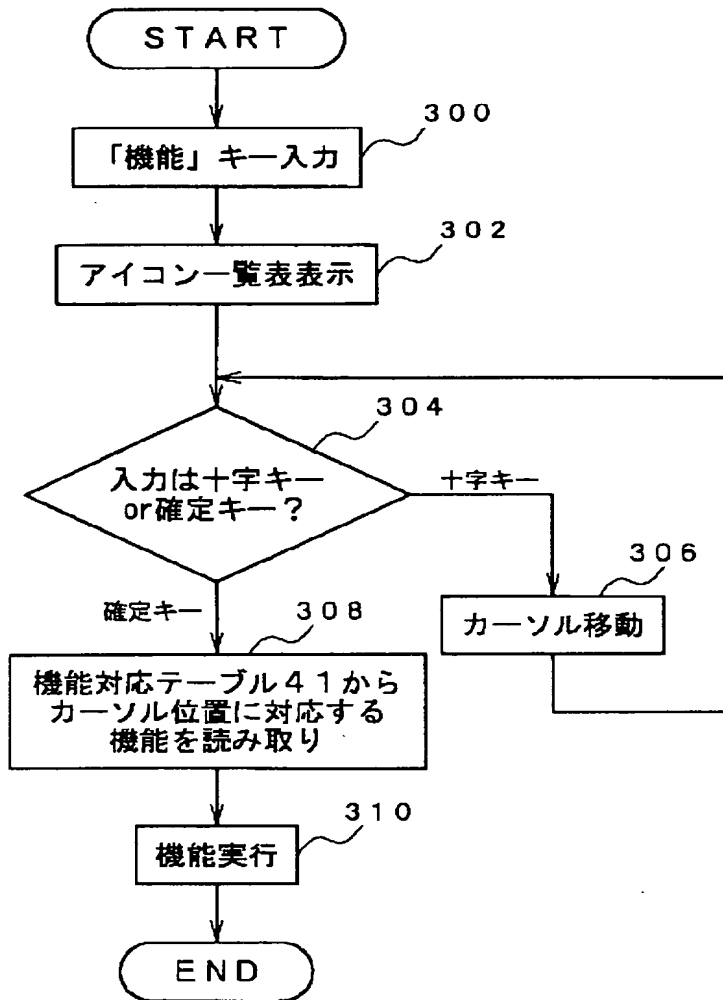 START
300
「機能」キー入力
302
アイコン一覧表表示
304
入力は十字キー
or確定キー？
十字キー
306
カーソル移動
確定キー
308
機能対応テーブル４１から
カーソル位置に対応する
機能を読み取り
310
機能実行
END